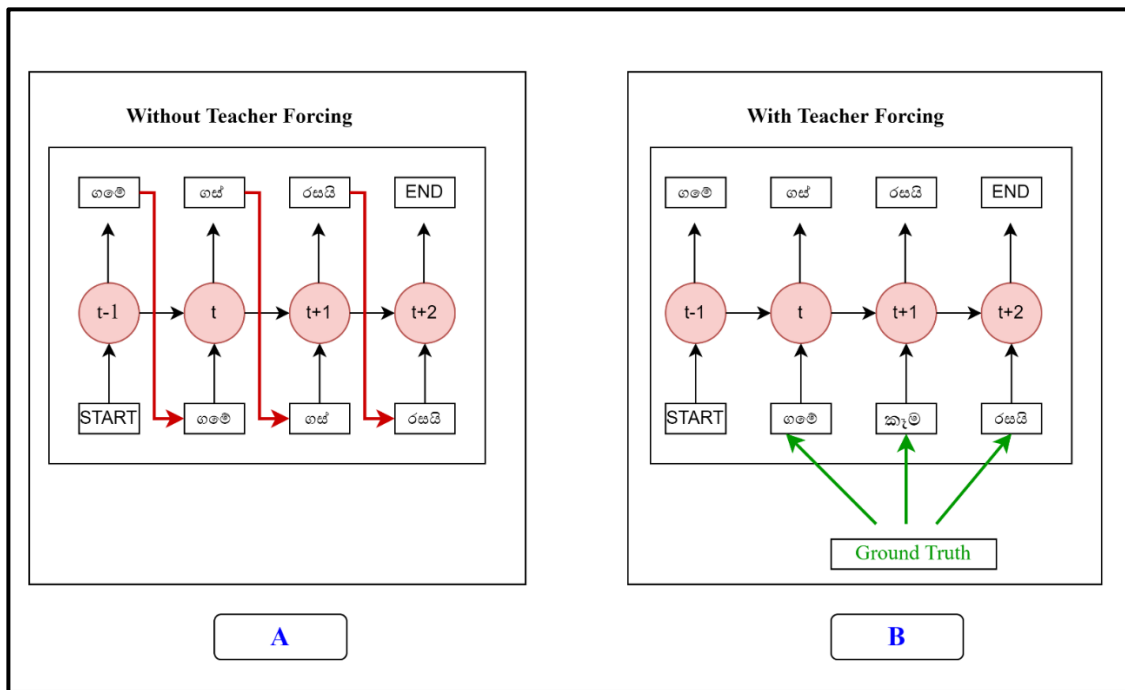 Without Teacher Forcing
ගමේ ගස් රසයි END
t-1 t t+1 t+2
START ගමේ ගස් රසයි
A
With Teacher Forcing
ගමේ ගස් රසයි END
t-1 t t+1 t+2
START ගමේ කෑම රසයි
Ground Truth
B